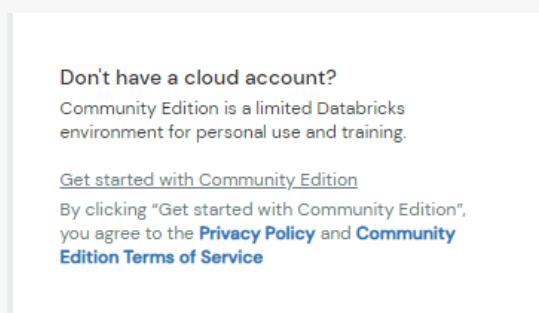 Don't have a cloud account?
Community Edition is a limited Databricks
environment for personal use and training.
Get started with Community Edition
By clicking “Get started with Community Edition”,
you agree to the Privacy Policy and Community
Edition Terms of Service